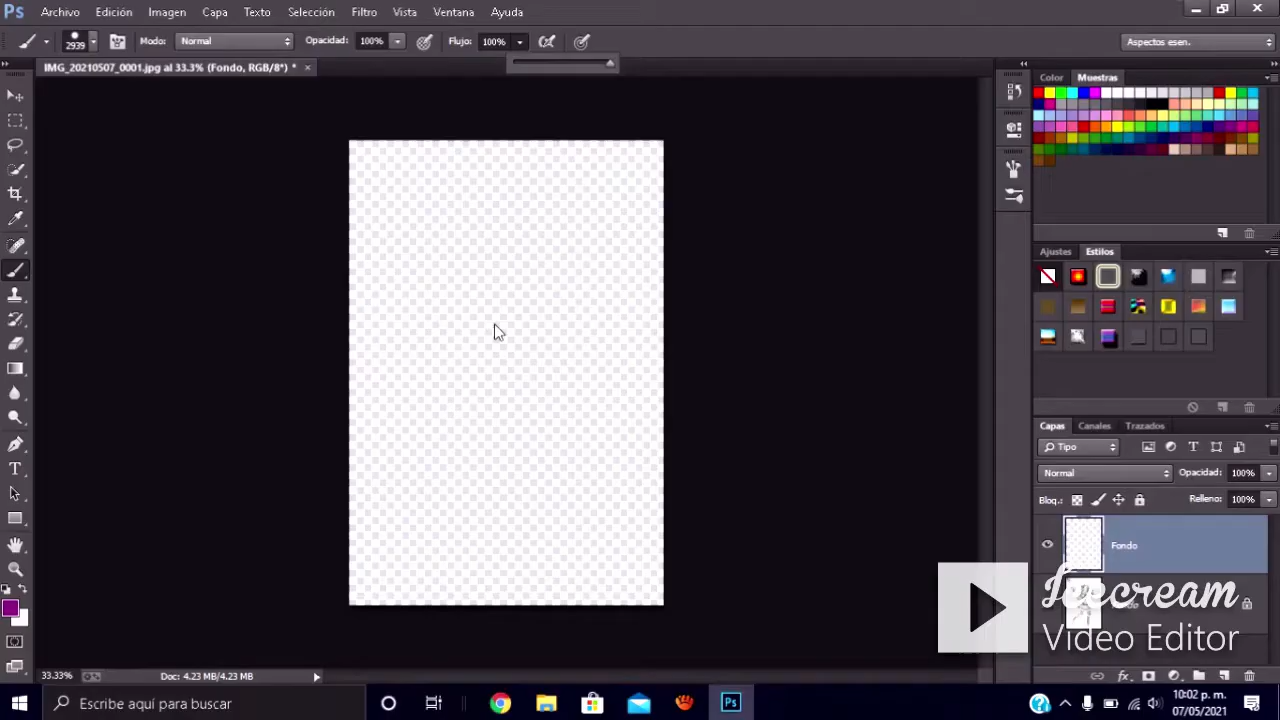 Ps Archivo Edición Imagen Capa Texto Selección Filtro Vista Ventana Ayuda
2939 Modo: Normal Opacidad: 100% Flujo: 100% Aspectos esen.
IMG_20210507_0001.jpg al 33.3% (Fondo, RGB/8*) * ×
Color Muestras
Ajustes Estilos
Capas Canales Trazados
Tipo
Normal Opacidad: 100%
Bloq.: Relleno: 100%
Fondo
Icecream
Video Editor
33.33% Doc: 4.23 MB/4.23 MB
Escribe aquí para buscar
Ps
10:02 p. m.
07/05/2021